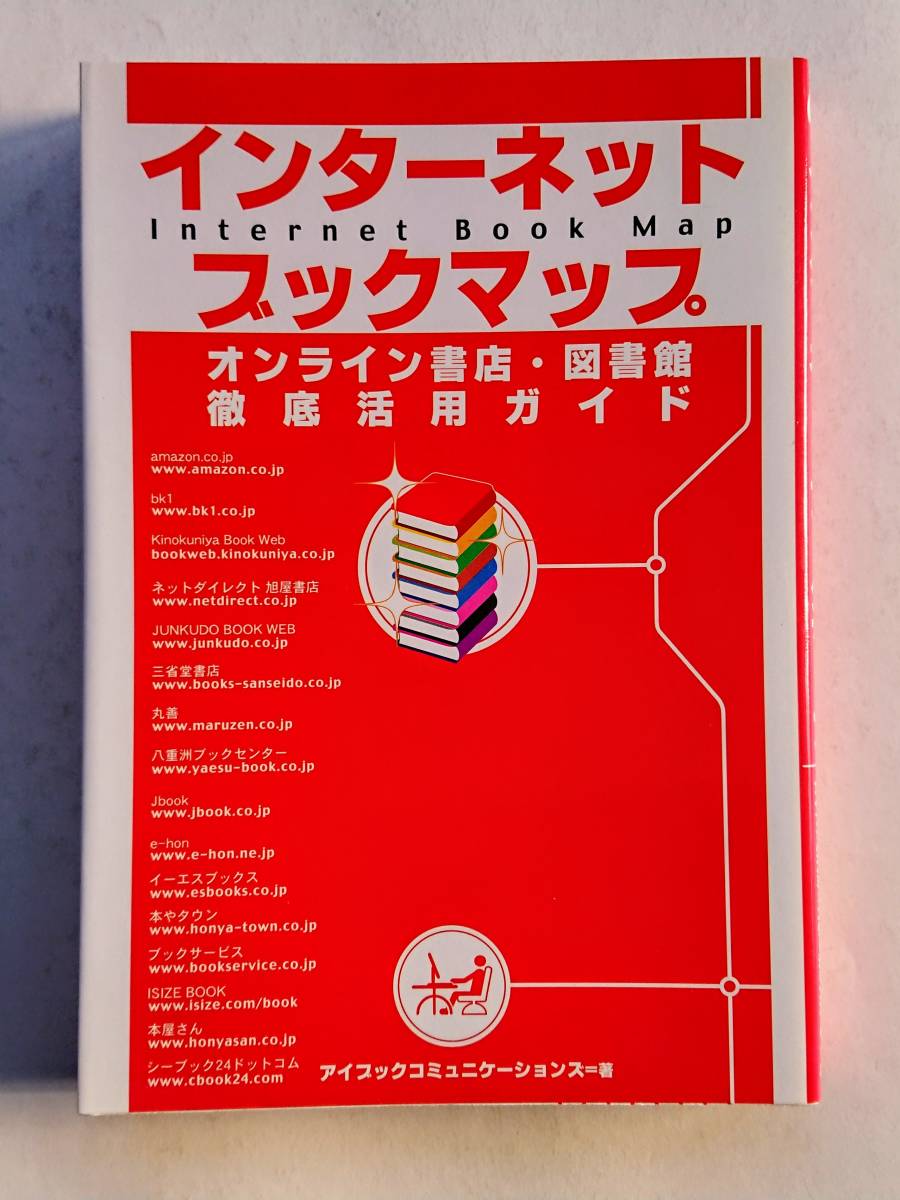 インターネット
Internet Book Map
ブックマップ
オンライン書店・図書館
徹底活用ガイド
amazon.co.jp
www.amazon.co.jp
bk1
www.bk1.co.jp
Kinokuniya Book Web
bookweb.kinokuniya.co.jp
ネットダイレクト 旭屋書店
www.netdirect.co.jp
JUNKUDO BOOK WEB
www.junkudo.co.jp
三省堂書店
www.books-sanseido.co.jp
丸善
www.maruzen.co.jp
八重洲ブックセンター
www.yaesu-book.co.jp
Jbook
www.jbook.co.jp
e-hon
www.e-hon.ne.jp
イーエスブックス
www.esbooks.co.jp
本やタウン
www.honya-town.co.jp
ブックサービス
www.bookservice.co.jp
ISIZE BOOK
www.isize.com/book
本屋さん
www.honyasan.co.jp
シーブック24ドットコム
www.cbook24.com
アイブックコミュニケーションズ=著